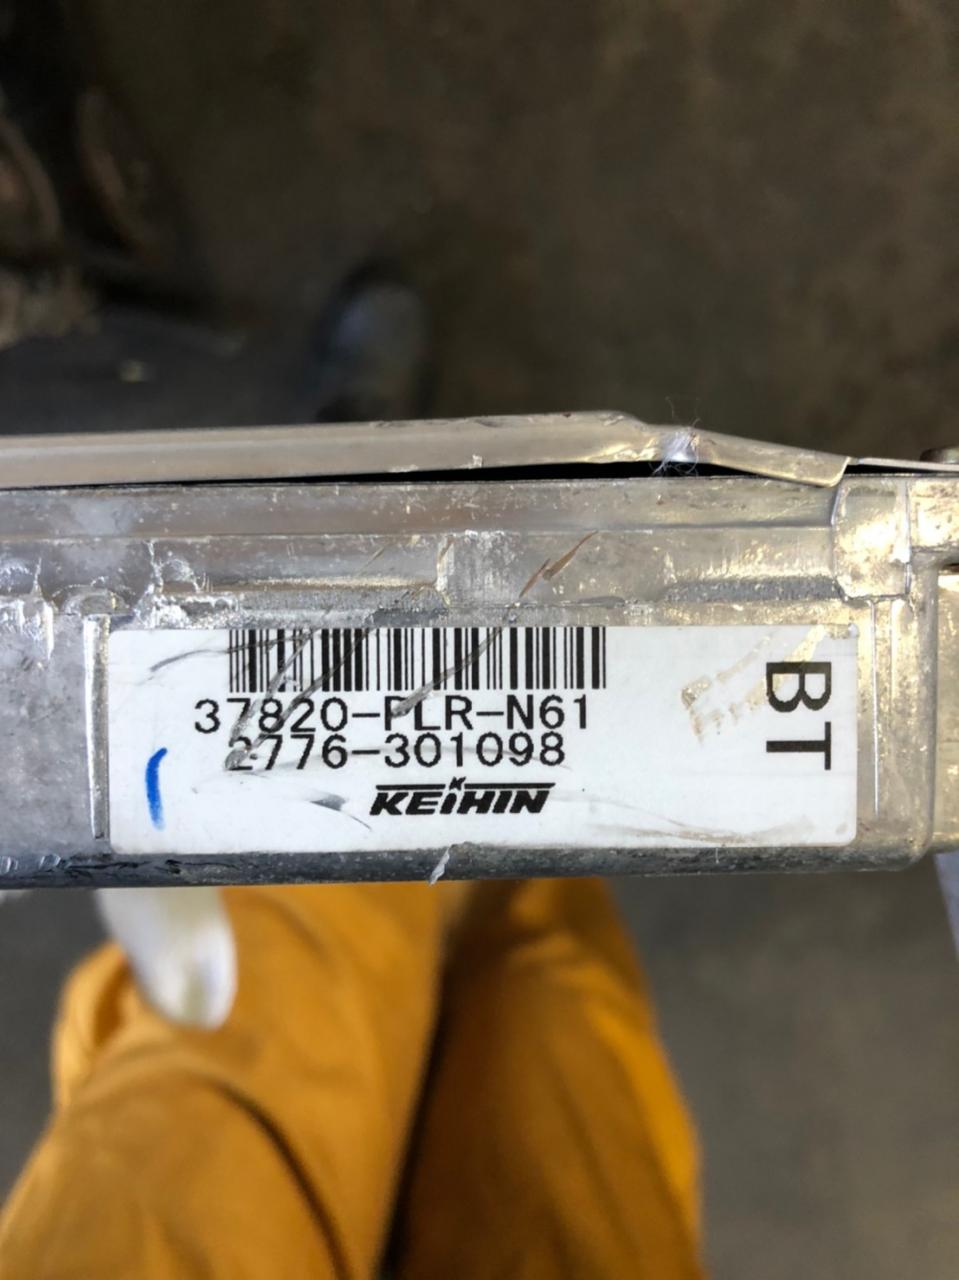 37820-PLR-N61
2776-301098
KEIHIN
BT